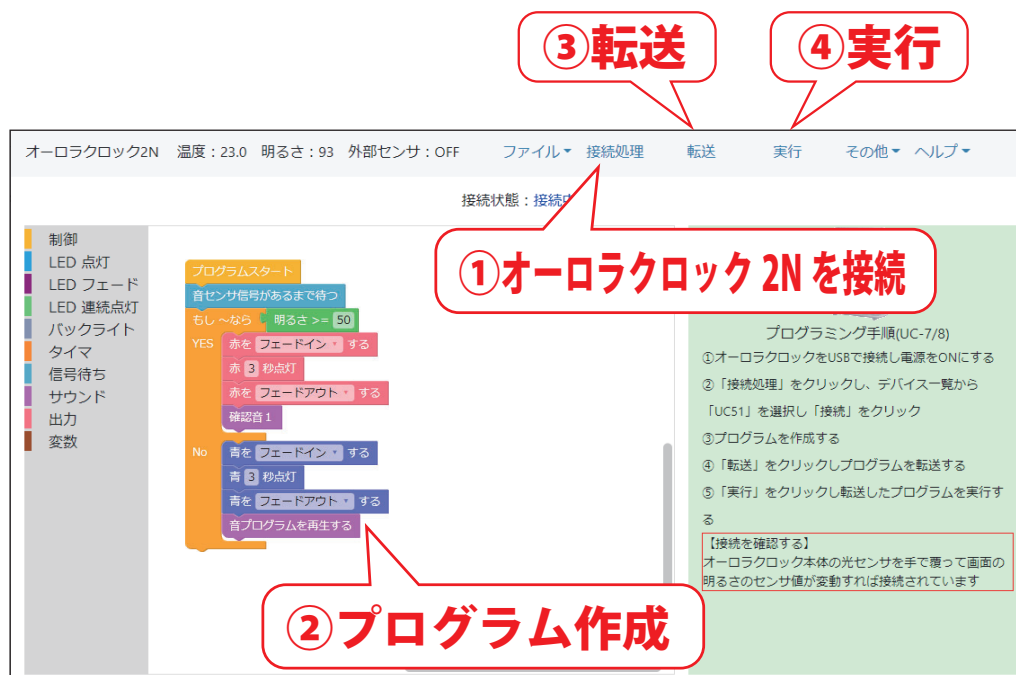 ③転送
④実行
オーロラクロック2N 温度：23.0 明るさ：93 外部センサ：OFF ファイル 接続処理 転送 実行 その他 ヘルプ
接続状態：接続
①オーロラクロック 2N を接続
制御
LED 点灯
LED フェード
LED 連続点灯
バックライト
タイマ
信号待ち
サウンド
出力
変数
プログラムスタート
音センサ信号があるまで待つ
もし ～なら 明るさ >= 50
YES 赤を フェードイン する
赤 3 秒点灯
赤を フェードアウト する
確認音 1
No 青を フェードイン する
青 3 秒点灯
青を フェードアウト する
音プログラムを再生する
②プログラム作成
プログラミング手順(UC-7/8)
①オーロラクロックをUSBで接続し電源をONにする
②「接続処理」をクリックし、デバイス一覧から
「UC51」を選択し「接続」をクリック
③プログラムを作成する
④「転送」をクリックしプログラムを転送する
⑤「実行」をクリックし転送したプログラムを実行す
る
【接続を確認する】
オーロラクロック本体の光センサを手で覆って画面の
明るさのセンサ値が変動すれば接続されています